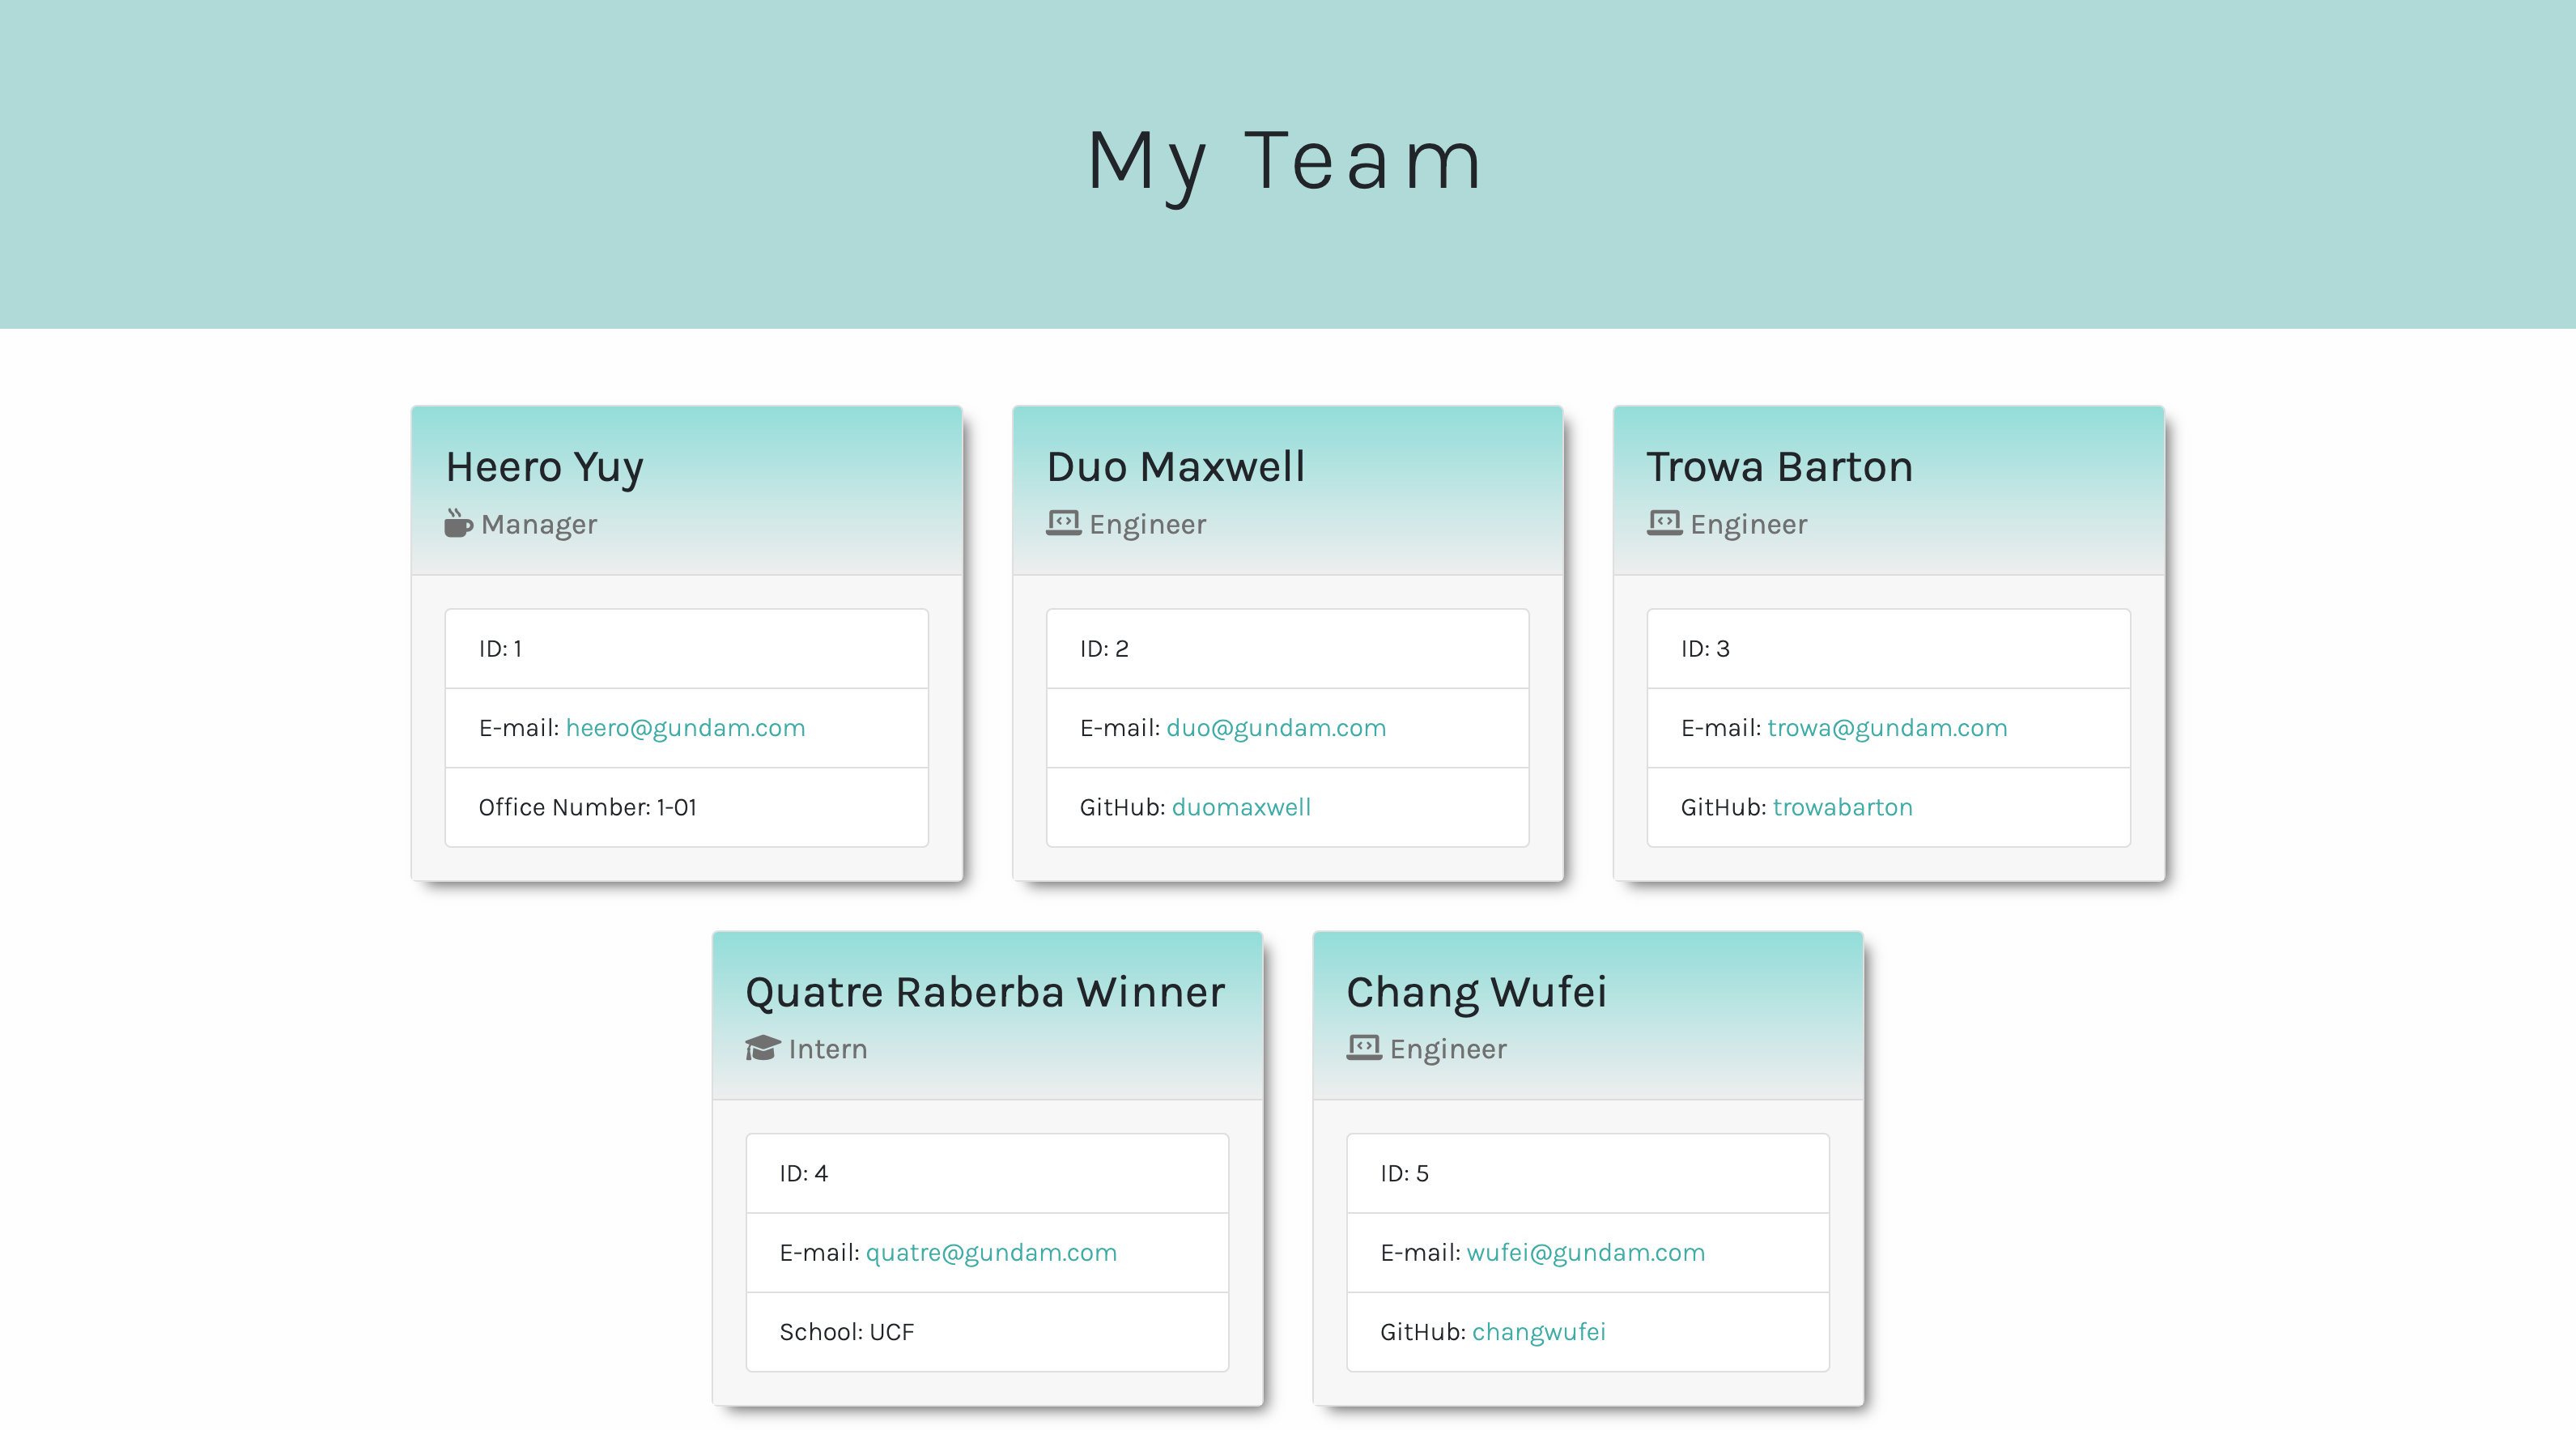 My Team
Heero Yuy
Manager
ID: 1
E-mail: heero@gundam.com
Office Number: 1-01
Duo Maxwell
Engineer
ID: 2
E-mail: duo@gundam.com
GitHub: duomaxwell
Trowa Barton
Engineer
ID: 3
E-mail: trowa@gundam.com
GitHub: trowabarton
Quatre Raberba Winner
Intern
ID: 4
E-mail: quatre@gundam.com
School: UCF
Chang Wufei
Engineer
ID: 5
E-mail: wufei@gundam.com
GitHub: changwufei